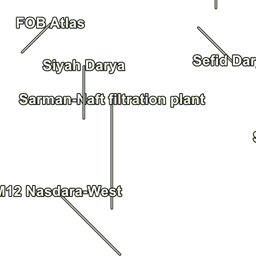 FOB Atlas
Siyah Darya
Sefid Dar
Sarman-Naft filtration plant
M12 Nasdara-West